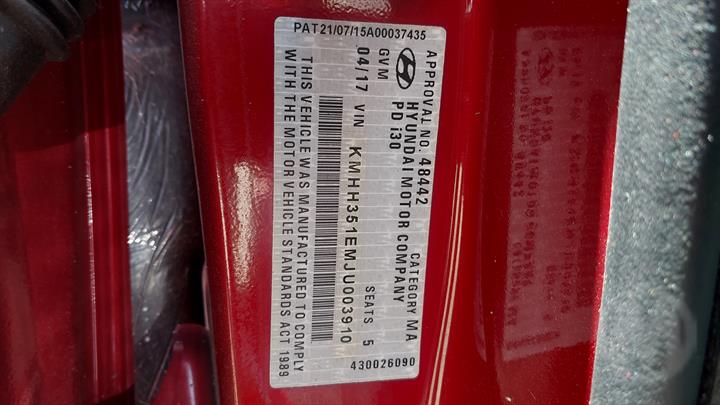 PAT21/07/15A00037435
APPROVAL NO. 48442 CATEGORY MA
HYUNDAI MOTOR COMPANY
PD i30
GVM
04/17 VIN KMHH351EMJU003910 SEATS 5
THIS VEHICLE WAS MANUFACTURED TO COMPLY
WITH THE MOTOR VEHICLE STANDARDS ACT 1989
430026090